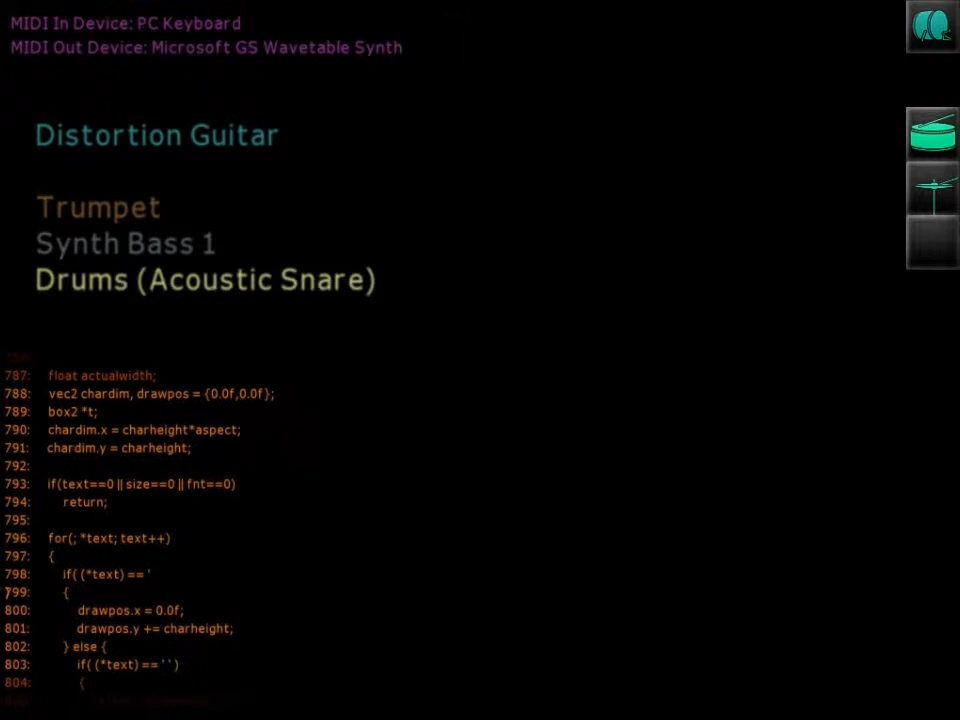 MIDI In Device: PC Keyboard
MIDI Out Device: Microsoft GS Wavetable Synth
Distortion Guitar
Trumpet
Synth Bass 1
Drums (Acoustic Snare)
787: float actualwidth;
788: vec2 chardim, drawpos = {0.0f,0.0f};
789: box2 *t;
790: chardim.x = charheight*aspect;
791: chardim.y = charheight;
792:
793: if(text==0 || size==0 || fnt==0)
794: return;
795:
796: for(; *text; text++)
797: {
798: if( (*text) == '
')799: {
800: drawpos.x = 0.0f;
801: drawpos.y += charheight;
802: } else {
803: if( (*text) == ' ' )
804: {